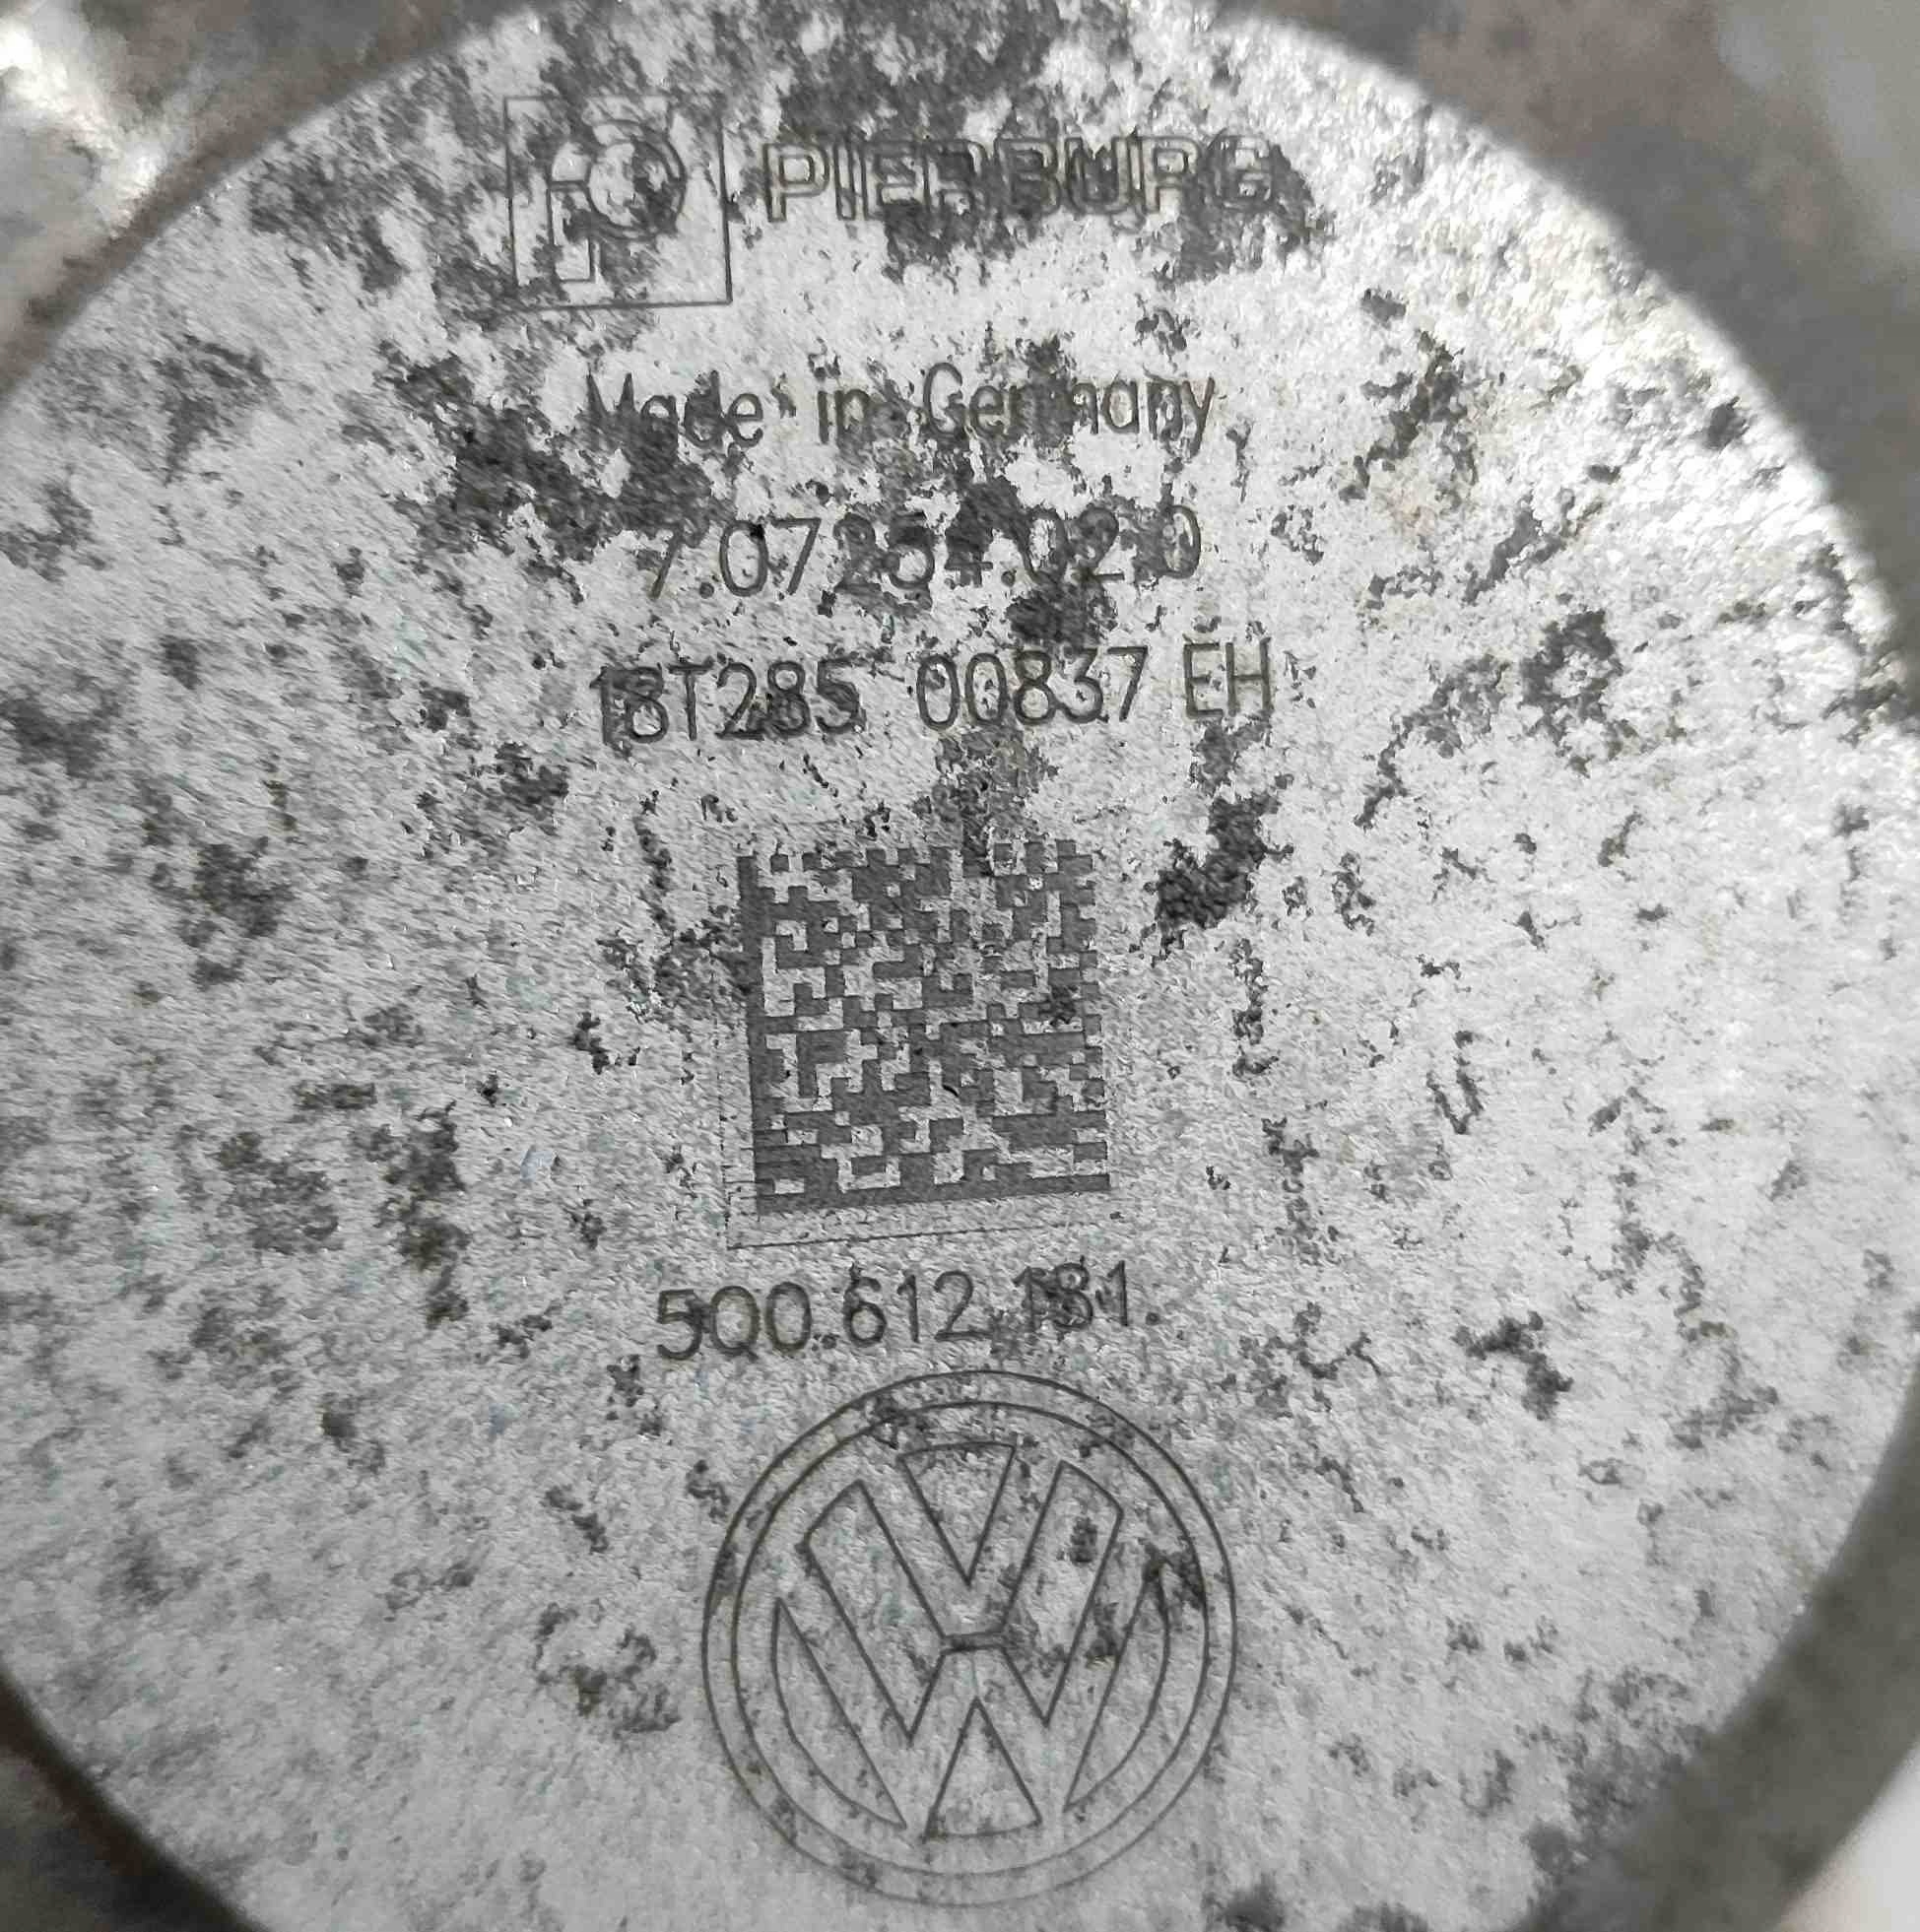 PIERBURG
Made in Germany
7.07254.02.0
18T285 00837 EH
5Q0.612.181.